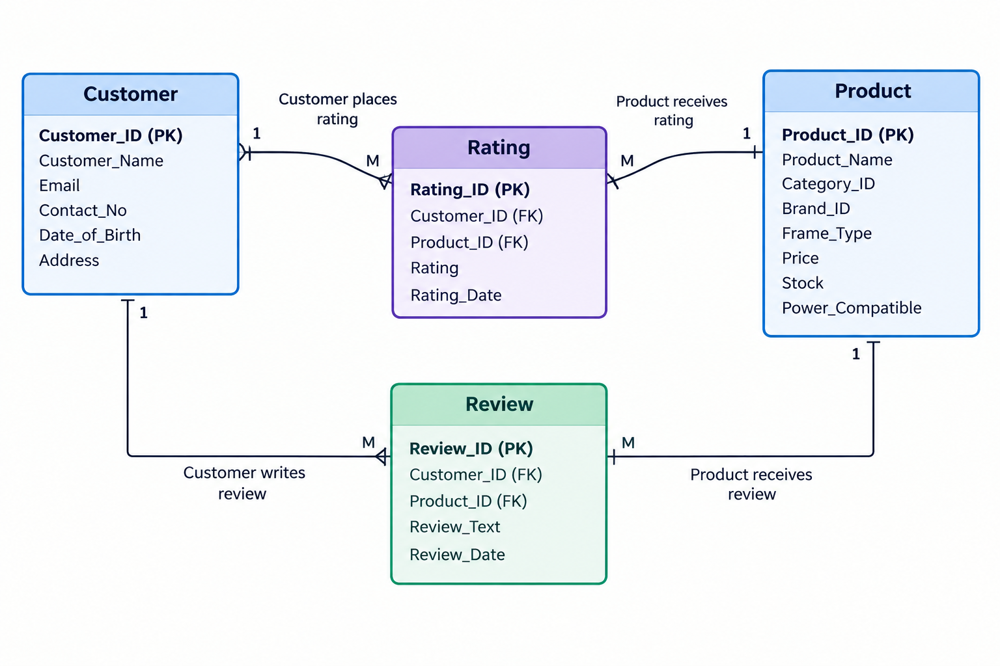 Customer
Customer_ID (PK)
Customer_Name
Email
Contact_No
Date_of_Birth
Address
1
Customer places
rating
M
Rating
Rating_ID (PK)
Customer_ID (FK)
Product_ID (FK)
Rating
Rating_Date
M
Product receives
rating
1
Product
Product_ID (PK)
Product_Name
Category_ID
Brand_ID
Frame_Type
Price
Stock
Power_Compatible
1
1
M
Customer writes
review
Review
Review_ID (PK)
Customer_ID (FK)
Product_ID (FK)
Review_Text
Review_Date
M
Product receives
review